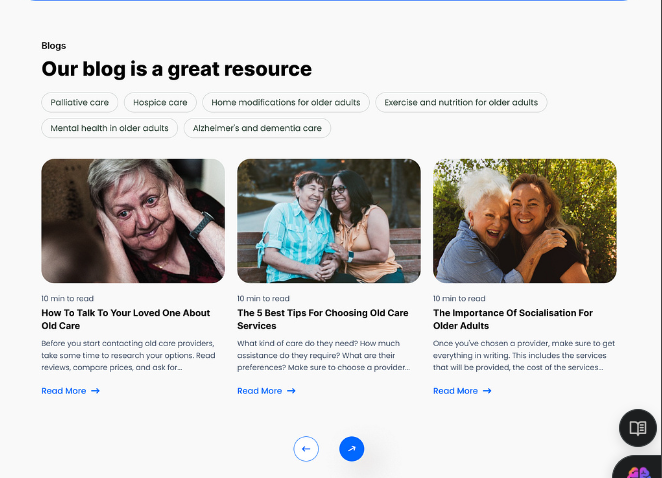 Blogs
Our blog is a great resource
Palliative care
Hospice care
Home modifications for older adults
Exercise and nutrition for older adults
Mental health in older adults
Alzheimer's and dementia care
10 min to read
How To Talk To Your Loved One About
Old Care
Before you start contacting old care providers,
take some time to research your options. Read
reviews, compare prices, and ask for...
Read More
10 min to read
The 5 Best Tips For Choosing Old Care
Services
What kind of care do they need? How much
assistance do they require? What are their
preferences? Make sure to choose a provider...
Read More
10 min to read
The Importance Of Socialisation For
Older Adults
Once you've chosen a provider, make sure to get
everything in writing. This includes the services
that will be provided, the cost of the services...
Read More